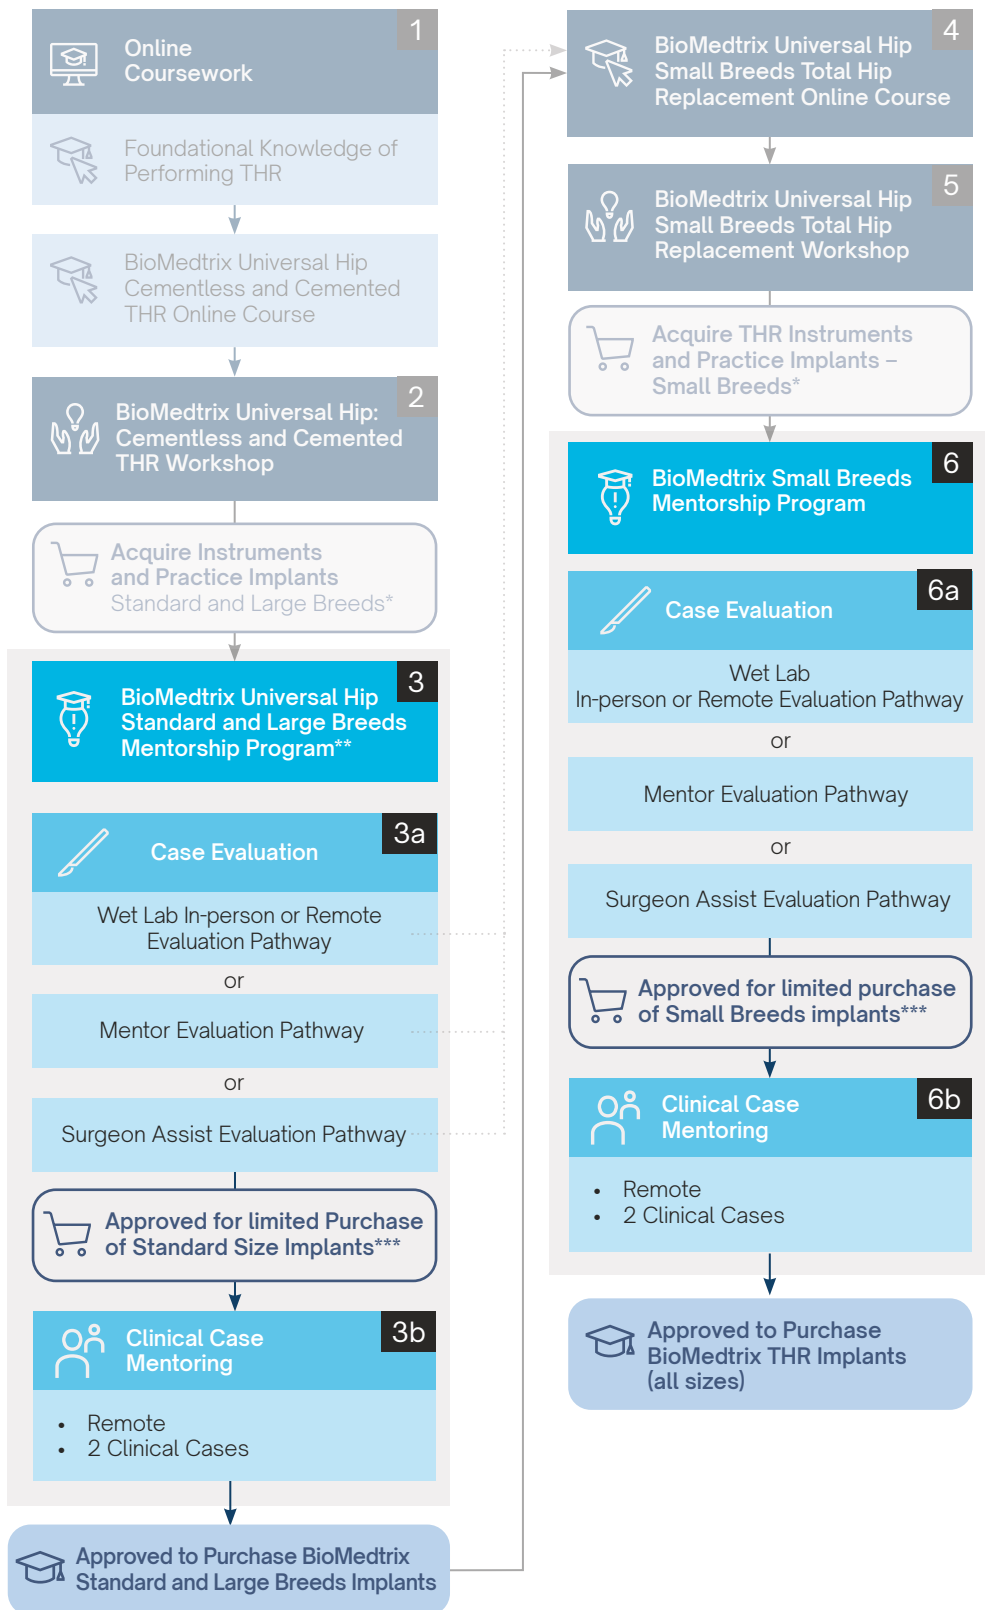 1
Online
Coursework
Foundational Knowledge of
Performing THR
BioMedtrix Universal Hip
Cementless and Cemented
THR Online Course
2
BioMedtrix Universal Hip:
Cementless and Cemented
THR Workshop
Acquire Instruments
and Practice Implants
Standard and Large Breeds*
3
BioMedtrix Universal Hip
Standard and Large Breeds
Mentorship Program**
3a
Case Evaluation
Wet Lab In-person or Remote
Evaluation Pathway
or
Mentor Evaluation Pathway
or
Surgeon Assist Evaluation Pathway
Approved for limited Purchase
of Standard Size Implants***
3b
Clinical Case
Mentoring
• Remote
• 2 Clinical Cases
Approved to Purchase BioMedtrix
Standard and Large Breeds Implants
4
BioMedtrix Universal Hip
Small Breeds Total Hip
Replacement Online Course
5
BioMedtrix Universal Hip
Small Breeds Total Hip
Replacement Workshop
Acquire THR Instruments
and Practice Implants –
Small Breeds*
6
BioMedtrix Small Breeds
Mentorship Program
6a
Case Evaluation
Wet Lab
In-person or Remote Evaluation Pathway
or
Mentor Evaluation Pathway
or
Surgeon Assist Evaluation Pathway
Approved for limited purchase
of Small Breeds implants***
6b
Clinical Case
Mentoring
• Remote
• 2 Clinical Cases
Approved to Purchase
BioMedtrix THR Implants
(all sizes)